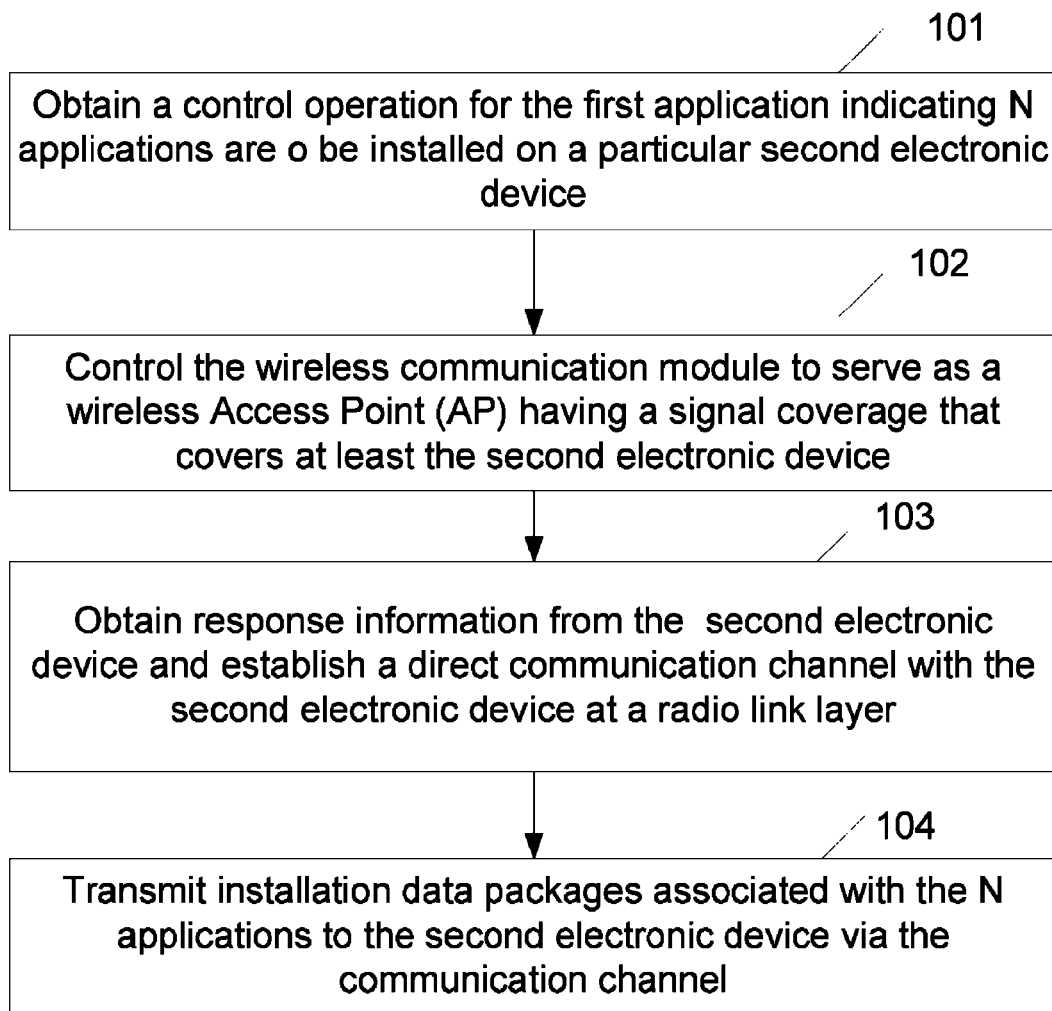 101
Obtain a control operation for the first application indicating N
applications are o be installed on a particular second electronic
device
102
Control the wireless communication module to serve as a
wireless Access Point (AP) having a signal coverage that
covers at least the second electronic device
103
Obtain response information from the second electronic
device and establish a direct communication channel with the
second electronic device at a radio link layer
104
Transmit installation data packages associated with the N
applications to the second electronic device via the
communication channel